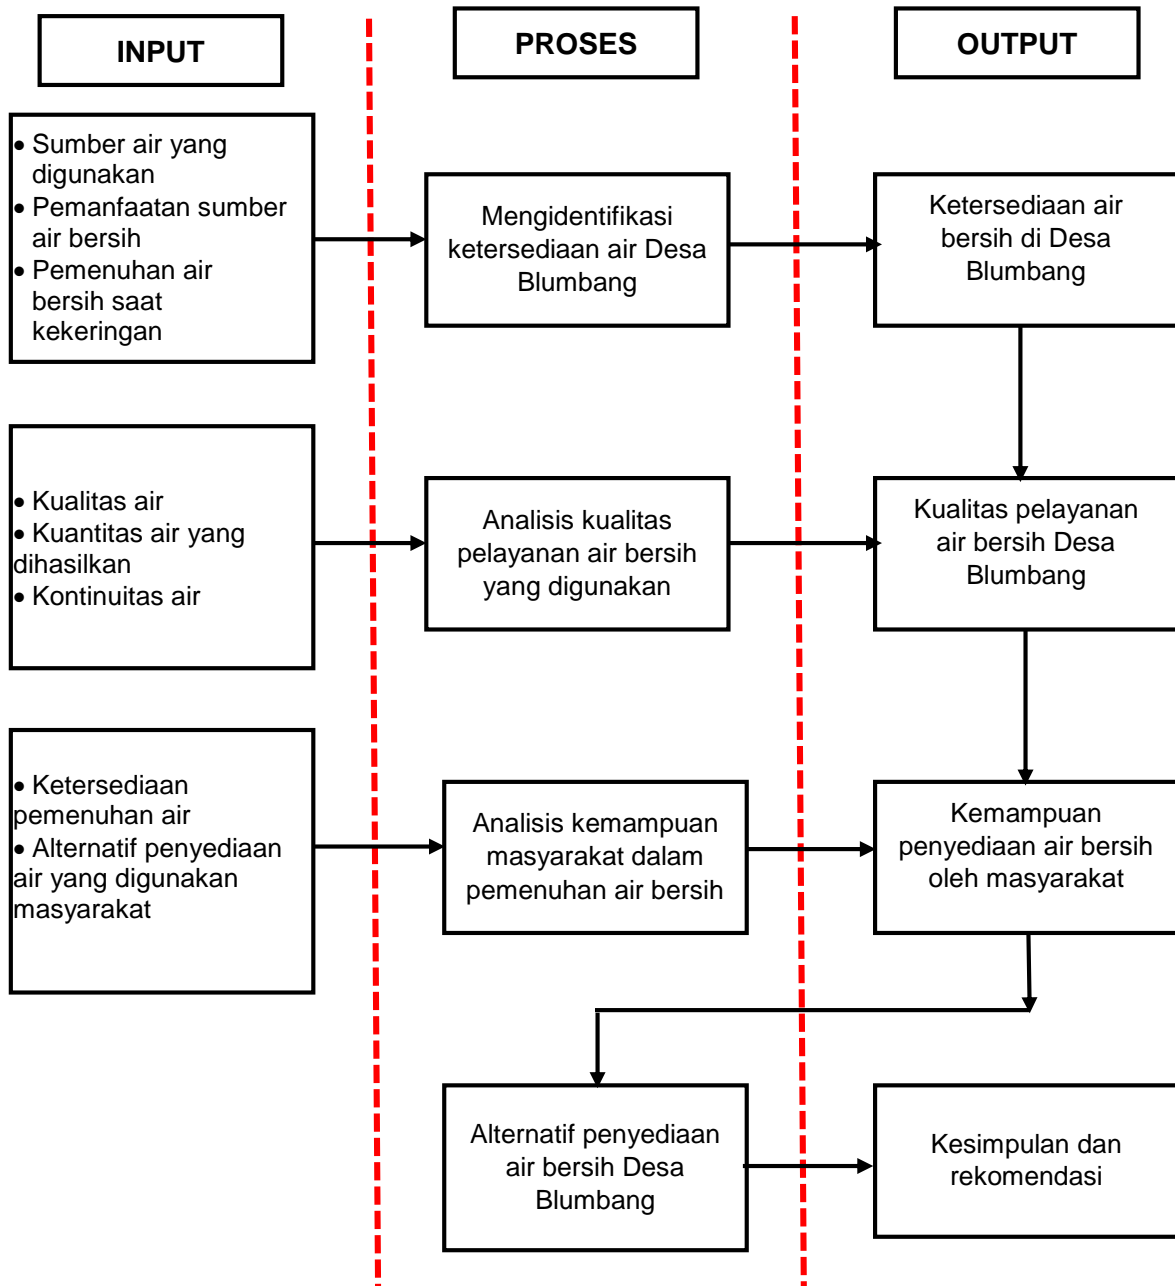 INPUT
PROSES
OUTPUT
• Sumber air yang
digunakan
• Pemanfaatan sumber
air bersih
• Pemenuhan air
bersih saat
kekeringan
Mengidentifikasi
ketersediaan air Desa
Blumbang
Ketersediaan air
bersih di Desa
Blumbang
• Kualitas air
• Kuantitas air yang
dihasilkan
• Kontinuitas air
Analisis kualitas
pelayanan air bersih
yang digunakan
Kualitas pelayanan
air bersih Desa
Blumbang
• Ketersediaan
pemenuhan air
• Alternatif penyediaan
air yang digunakan
masyarakat
Analisis kemampuan
masyarakat dalam
pemenuhan air bersih
Kemampuan
penyediaan air bersih
oleh masyarakat
Alternatif penyediaan
air bersih Desa
Blumbang
Kesimpulan dan
rekomendasi